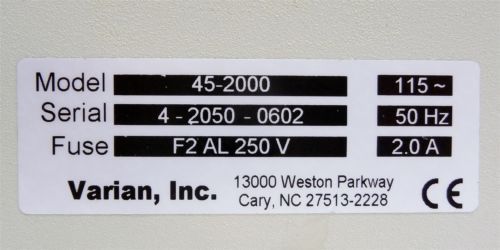 Model 45-2000 115~
Serial 4 - 2050 - 0602 50 Hz
Fuse F2 AL 250 V 2.0 A
Varian, Inc. 13000 Weston Parkway
Cary, NC 27513-2228 CE